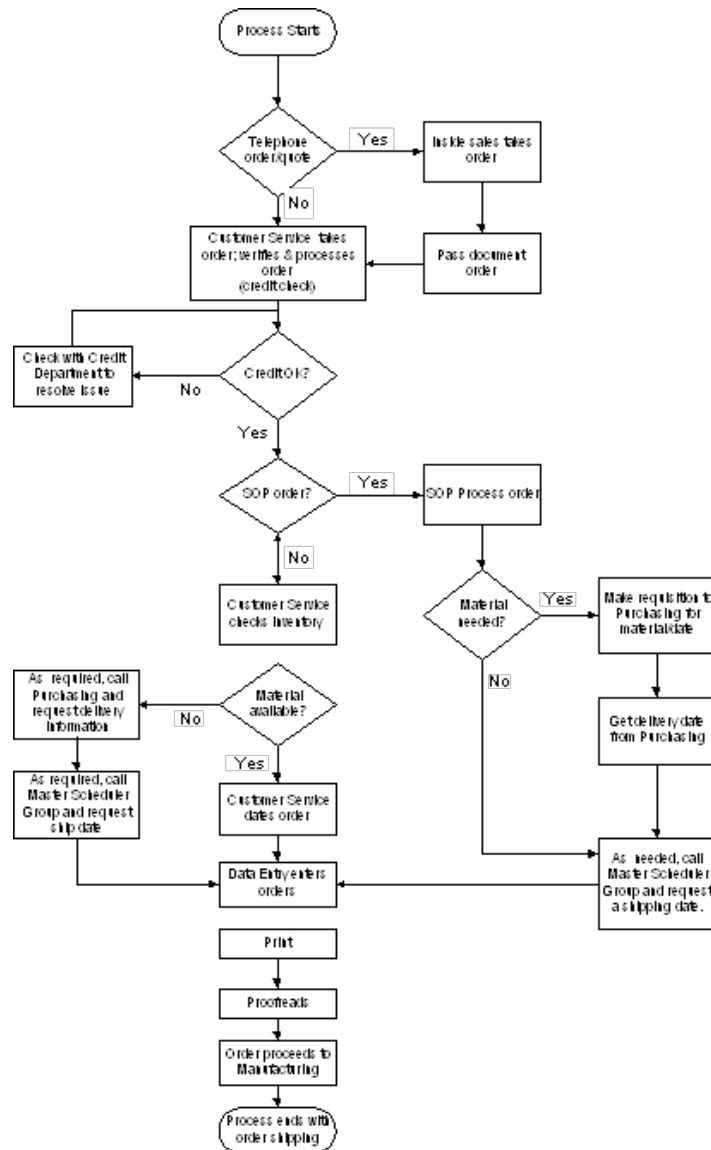 Process Starts
Telephone
order/quote
Yes
Inside sales takes
order
No
Customer Service takes
order; verifies & processes
order
(credit check)
Pass document
order
Check with Credit
Department to
resolve issue
No
Credit OK?
Yes
SOP order?
Yes
SOP Process order
No
Customer Service
checks Inventory
Material
needed?
Yes
Make requisition to
Purchasing for
material/date
No
As required, call
Purchasing and
request delivery
Information
No
Material
available?
Get delivery date
from Purchasing
Yes
As required, call
Master Scheduler
Group and request
ship date
Customer Service
dates order
Data Entry enters
orders
As needed, call
Master Scheduler
Group and request
a shipping date.
Print
Proofreads
Order proceeds to
Manufacturing
Process ends with
order shipping